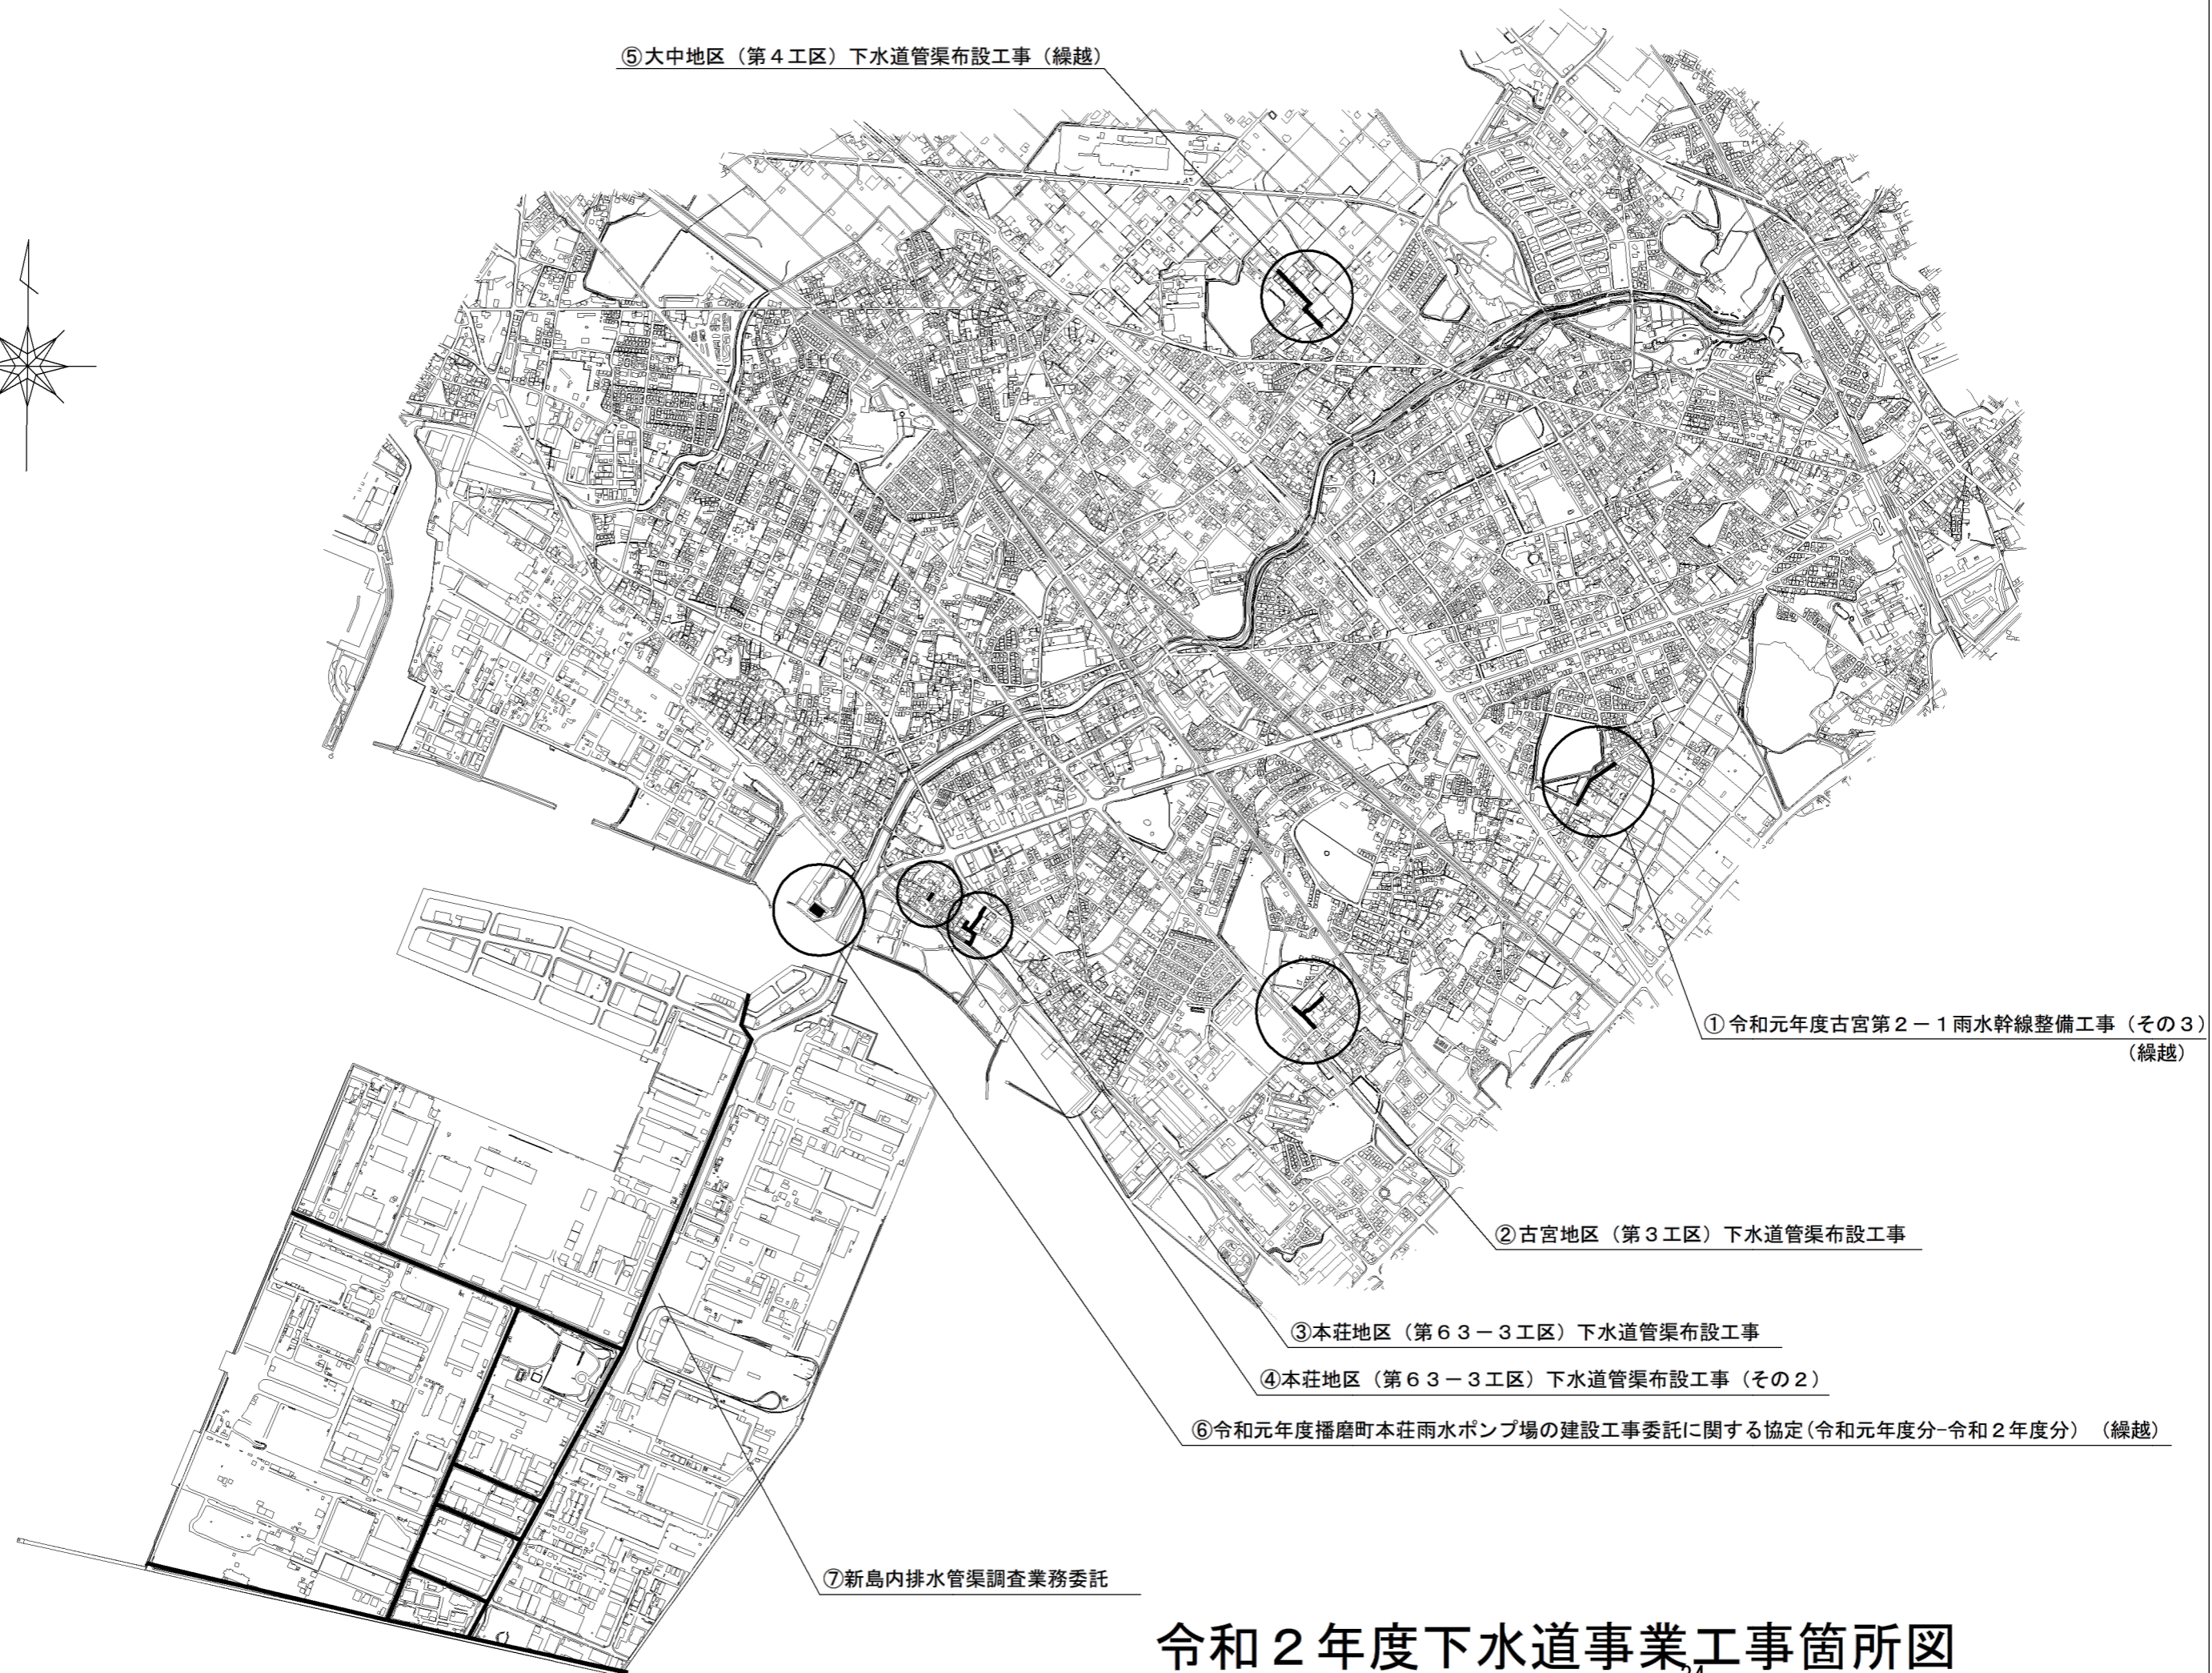 ⑤大中地区（第４工区）下水道管渠布設工事（繰越）
①令和元年度古宮第２－１雨水幹線整備工事（その３）
（繰越）
②古宮地区（第３工区）下水道管渠布設工事
③本荘地区（第６３－３工区）下水道管渠布設工事
④本荘地区（第６３－３工区）下水道管渠布設工事（その２）
⑥令和元年度播磨町本荘雨水ポンプ場の建設工事委託に関する協定(令和元年度分-令和２年度分）（繰越）
⑦新島内排水管渠調査業務委託
令和２年度下水道事業工事箇所図